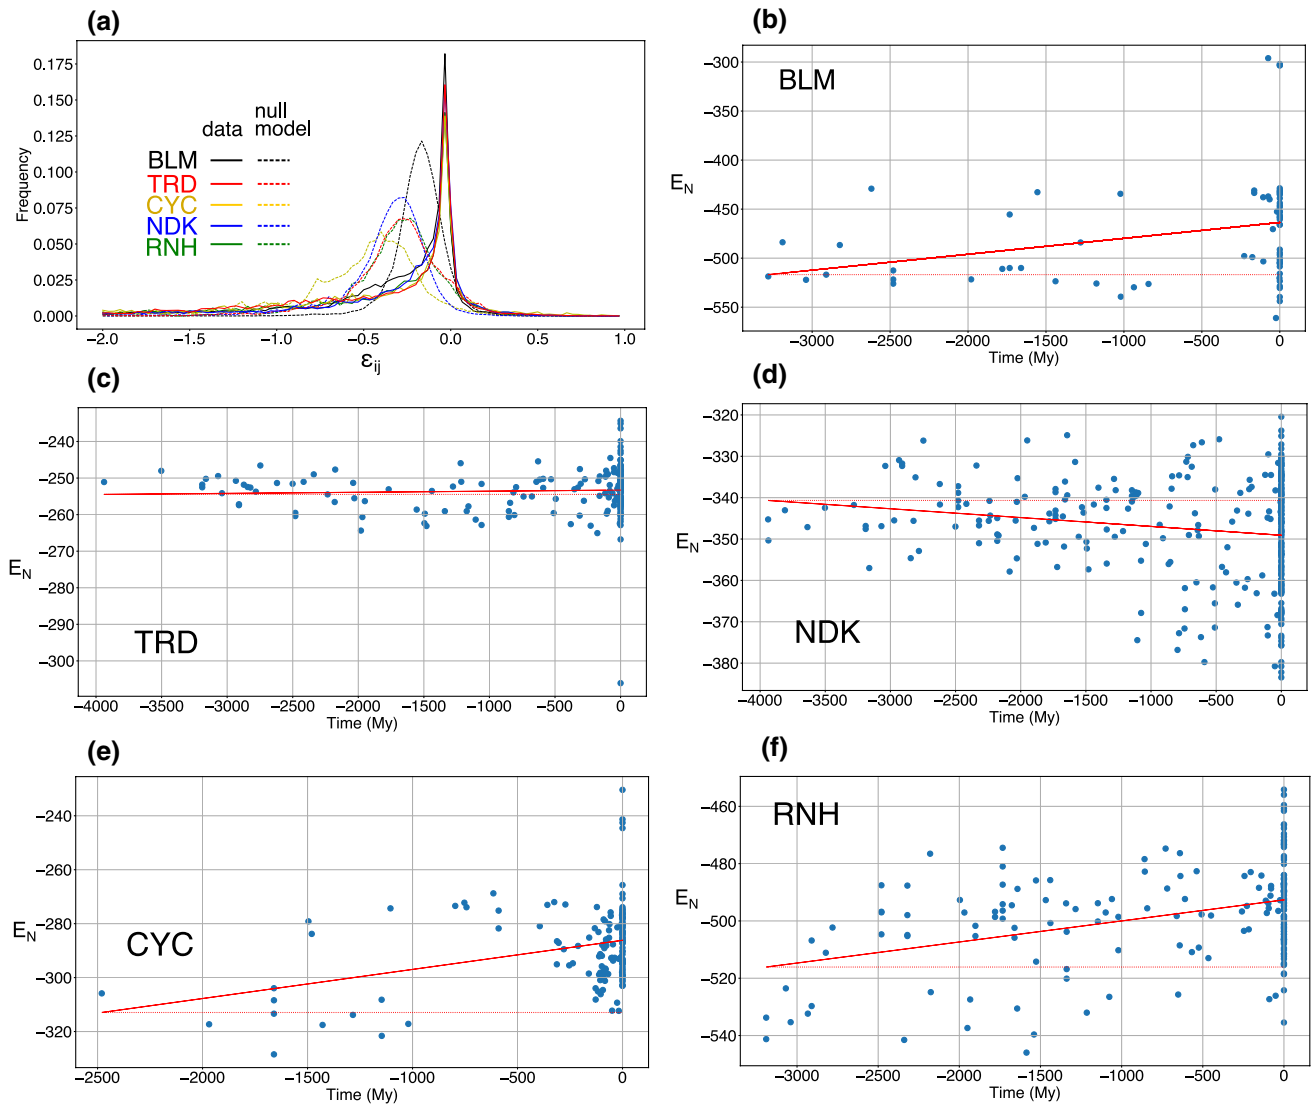 (a)
0.175
0.150
0.125
0.100
0.075
0.050
0.025
0.000
Frequency
null
data model
BLM
TRD
CYC
NDK
RNH
−2.0 −1.5 −1.0 −0.5 0.0 0.5 1.0
ε_ij
(b)
BLM
−300
−350
−400
−450
−500
−550
E_N
−3000 −2500 −2000 −1500 −1000 −500 0
Time (My)
(c)
−240
−250
−260
−270
−280
−290
−300
E_N
TRD
−4000 −3500 −3000 −2500 −2000 −1500 −1000 −500 0
Time (My)
(d)
−320
−330
−340
−350
−360
−370
−380
E_N
NDK
−4000 −3500 −3000 −2500 −2000 −1500 −1000 −500 0
Time (My)
(e)
−240
−260
−280
−300
−320
E_N
CYC
−2500 −2000 −1500 −1000 −500 0
Time (My)
(f)
RNH
−460
−480
−500
−520
−540
E_N
−3000 −2500 −2000 −1500 −1000 −500 0
Time (My)